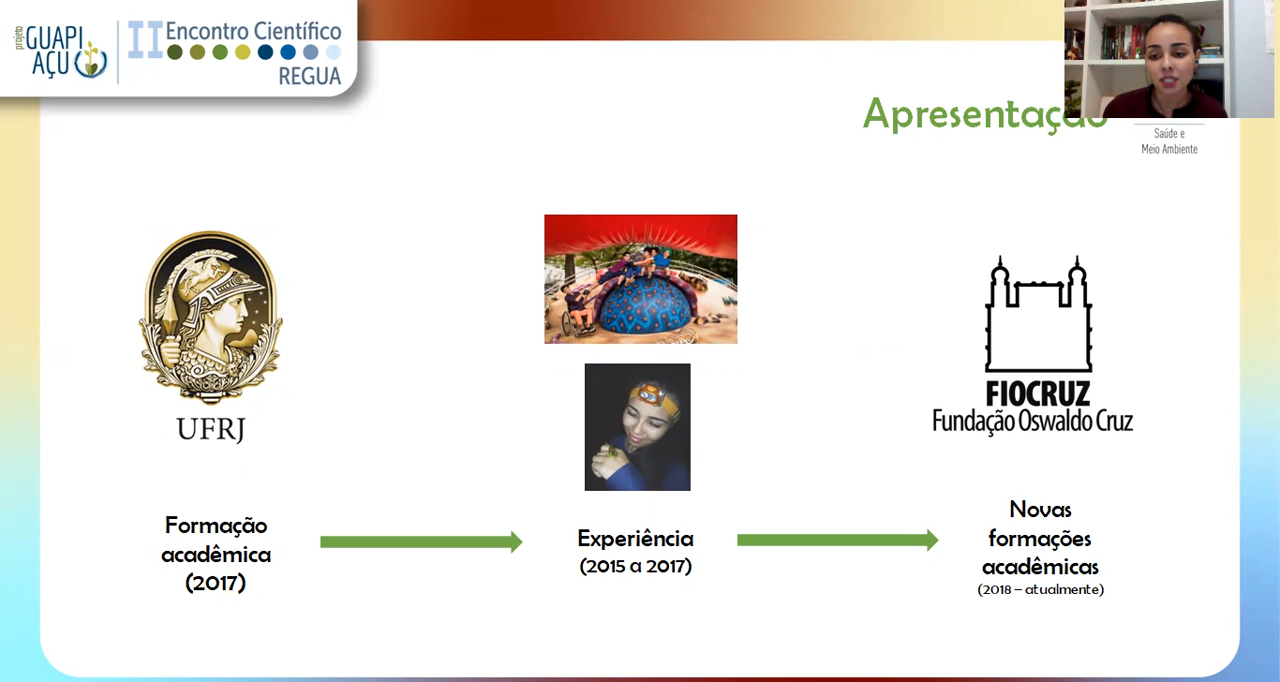 projeto
GUAPI
AÇU
II Encontro Científico
REGUA
Apresentação
Saúde e
Meio Ambiente
UFRJ
FIOCRUZ
Fundação Oswaldo Cruz
Formação
acadêmica
(2017)
Experiência
(2015 a 2017)
Novas
formações
acadêmicas
(2018 – atualmente)